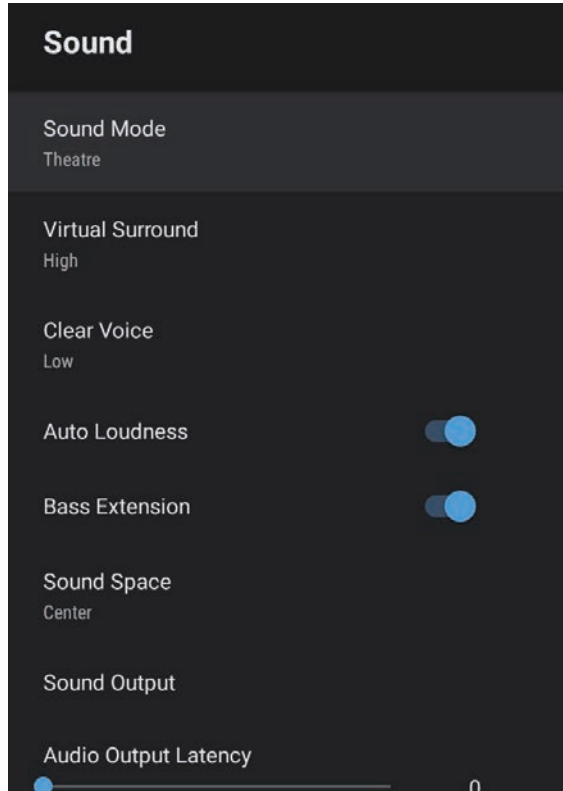 Sound
Sound Mode
Theatre
Virtual Surround
High
Clear Voice
Low
Auto Loudness
Bass Extension
Sound Space
Center
Sound Output
Audio Output Latency
0